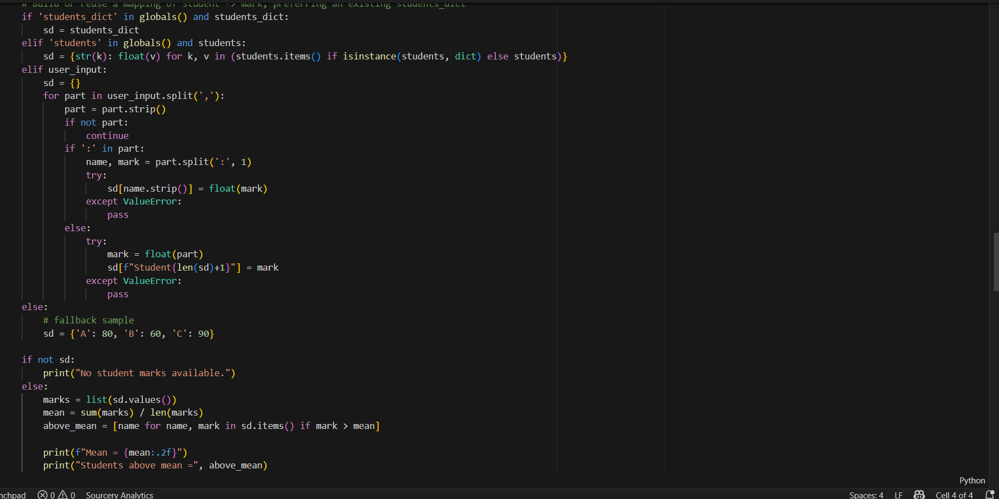 # Build or reuse a mapping of student -> mark, preferring an existing students_dict
if 'students_dict' in globals() and students_dict:
    sd = students_dict
elif 'students' in globals() and students:
    sd = {str(k): float(v) for k, v in (students.items() if isinstance(students, dict) else students)}
elif user_input:
    sd = {}
    for part in user_input.split(','):
        part = part.strip()
        if not part:
            continue
        if ':' in part:
            name, mark = part.split(':', 1)
            try:
                sd[name.strip()] = float(mark)
            except ValueError:
                pass
        else:
            try:
                mark = float(part)
                sd[f"Student{len(sd)+1}"] = mark
            except ValueError:
                pass
else:
    # fallback sample
    sd = {'A': 80, 'B': 60, 'C': 90}

if not sd:
    print("No student marks available.")
else:
    marks = list(sd.values())
    mean = sum(marks) / len(marks)
    above_mean = [name for name, mark in sd.items() if mark > mean]

    print(f"Mean = {mean:.2f}")
    print("Students above mean =", above_mean)
Python
nchpad 0 0 Sourcery Analytics Spaces: 4 LF Cell 4 of 4